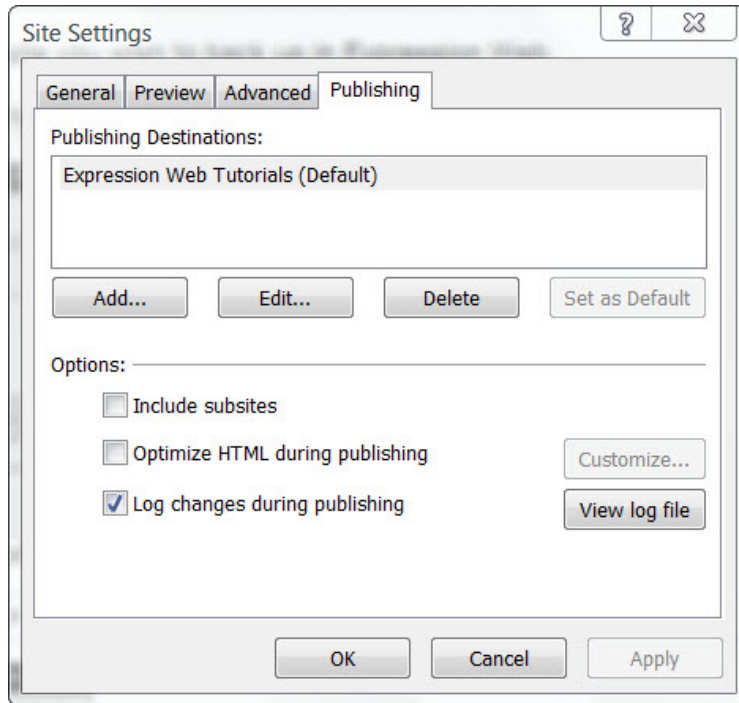 Site Settings
General Preview Advanced Publishing
Publishing Destinations:
Expression Web Tutorials (Default)
Add... Edit... Delete Set as Default
Options:
Include subsites
Optimize HTML during publishing
Customize...
Log changes during publishing
View log file
OK Cancel Apply